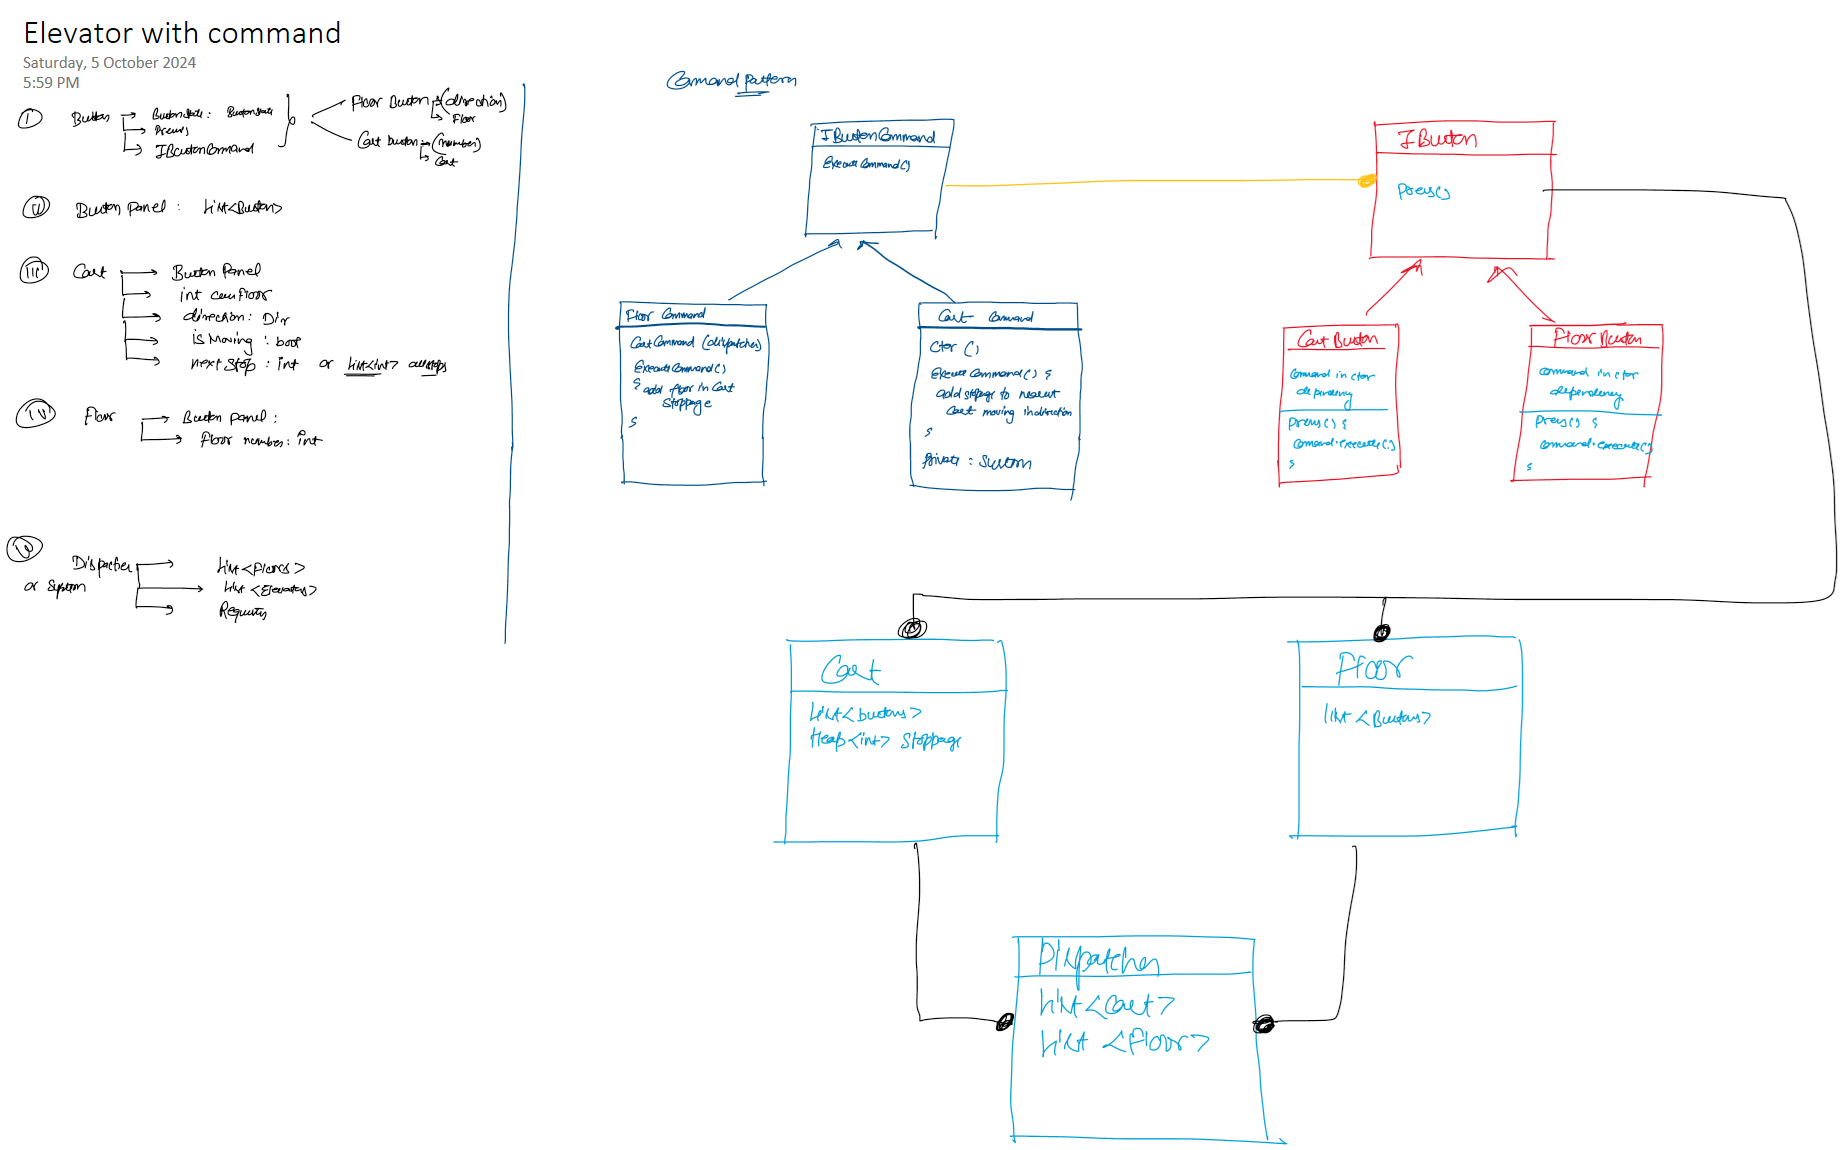 Elevator with command
Saturday, 5 October 2024
5:59 PM
I Button → ButtonState : ButtonState
Press
IButtonCommand
Floor Button → (direction)
Floor
Cart button → (number)
Cart
II Button Panel : List<Button>
III Cart → Button Panel
int currFloor
direction : Dir
is Moving : bool
next Stop : int or List<int> allstops
IV Floor → Button panel :
Floor number : int
V Dispatcher → List<Floors>
or System → List<Elevators>
Requests
Command Pattern
IButtonCommand
Execute Command()
IButton
press()
Floor Command
CartCommand (dispatcher)
ExecuteCommand()
{ add floor in Cart
Stoppage
}
Cart Command
Ctor ()
Execute Command() {
add stoppage to nearest
Cart moving in direction
}
private : System
Cart Button
Command in ctor
dependency
press() {
command.execute()
}
Floor Button
command in ctor
dependency
press() {
command.execute()
}
Cart
List<buttons>
Heap<int> Stoppage
Floor
List<Buttons>
Dispatcher
List<Cart>
List<Floor>